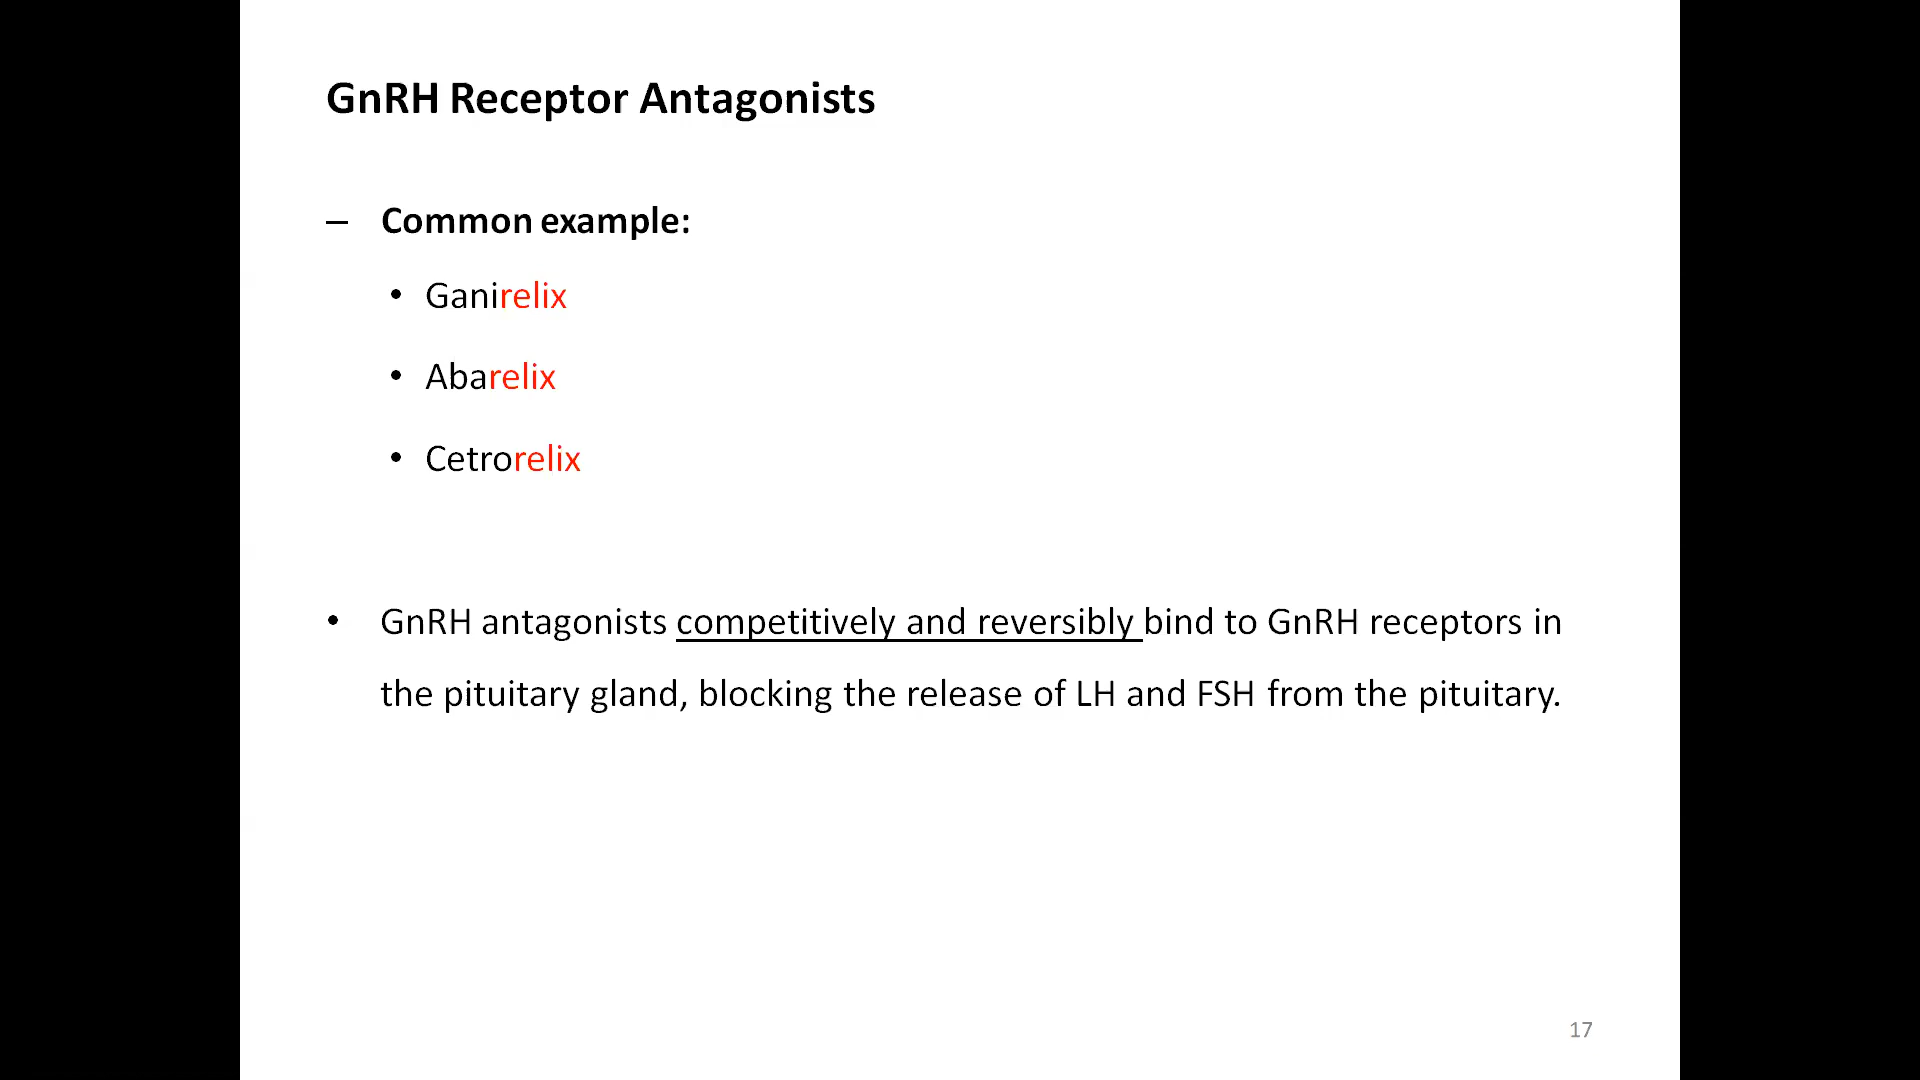 GnRH Receptor Antagonists
– Common example:
• Ganirelix
• Abarelix
• Cetrorelix
• GnRH antagonists competitively and reversibly bind to GnRH receptors in
the pituitary gland, blocking the release of LH and FSH from the pituitary.
17